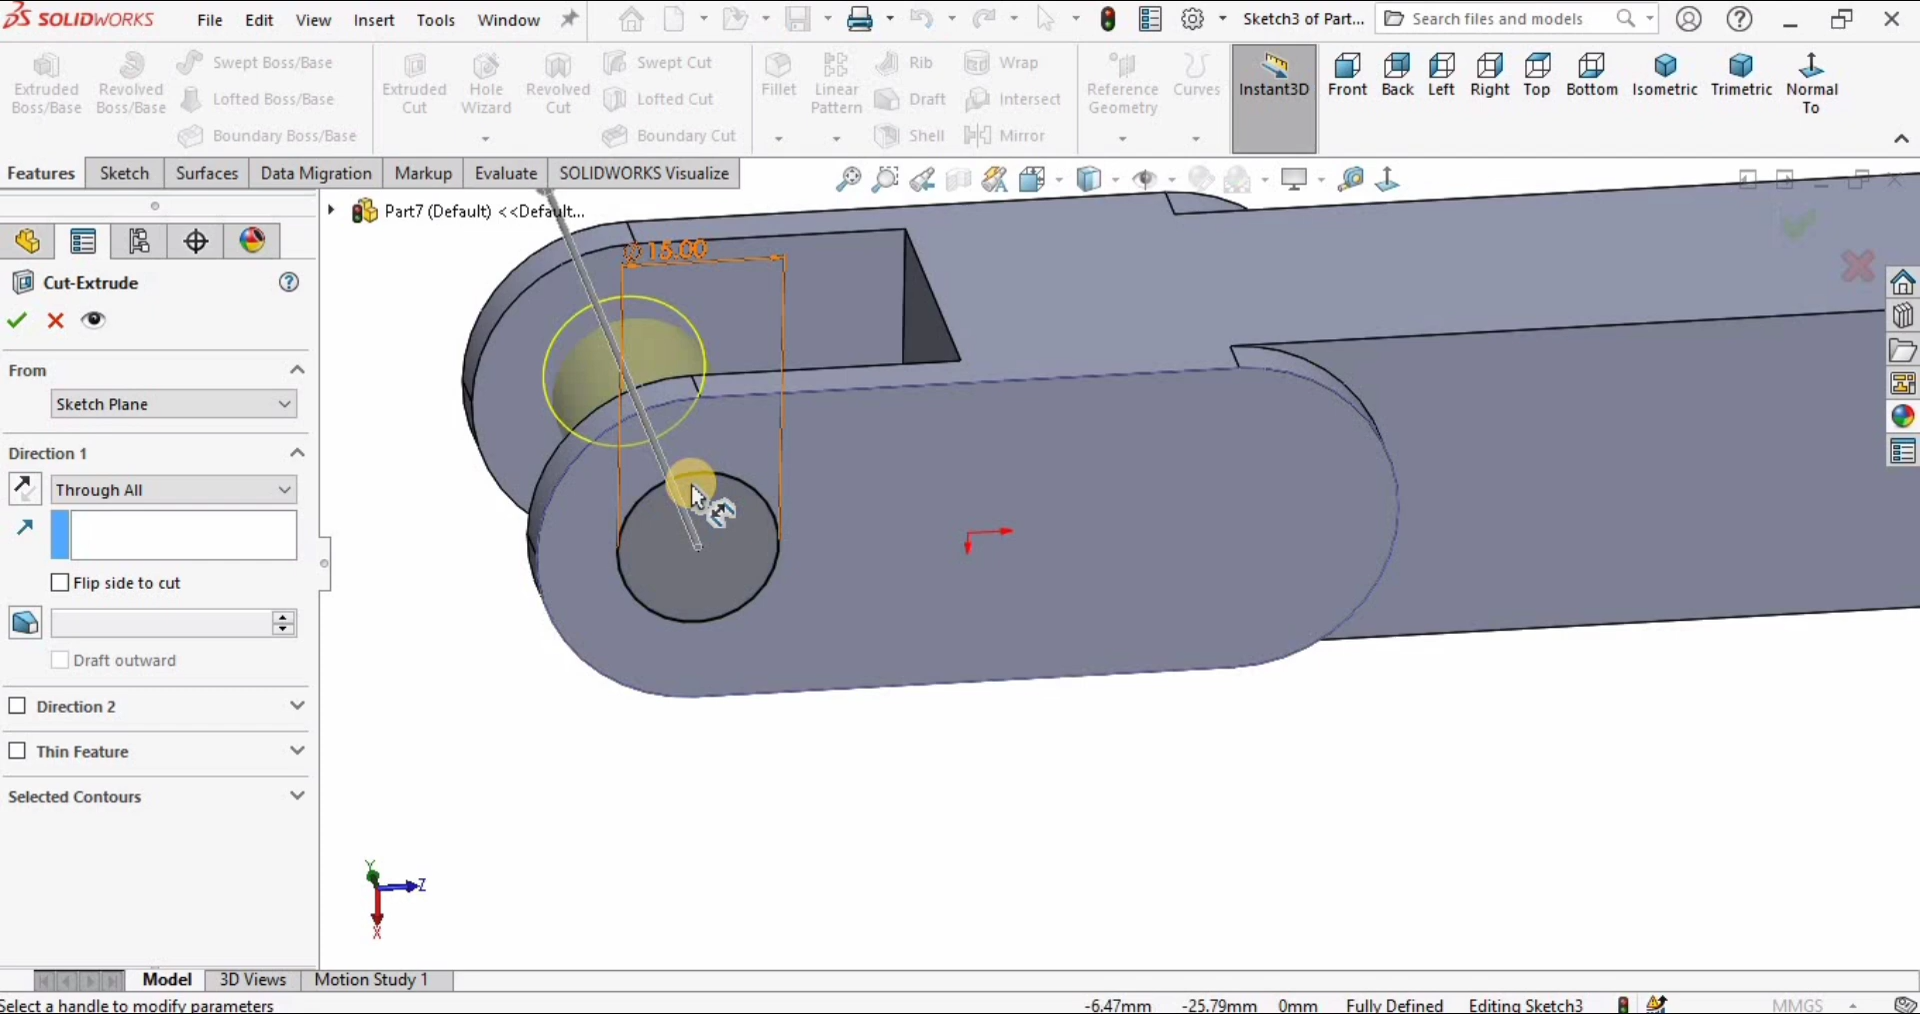 SOLIDWORKS File Edit View Insert Tools Window Sketch3 of Part... Search files and models
Extruded Boss/Base
Revolved Boss/Base
Swept Boss/Base
Lofted Boss/Base
Boundary Boss/Base
Extruded Cut
Hole Wizard
Revolved Cut
Swept Cut
Lofted Cut
Boundary Cut
Fillet
Linear Pattern
Rib
Draft
Shell
Wrap
Intersect
Mirror
Reference Geometry
Curves
Instant3D
Front
Back
Left
Right
Top
Bottom
Isometric
Trimetric
Normal To
Features Sketch Surfaces Data Migration Markup Evaluate SOLIDWORKS Visualize
Part7 (Default) <<Default...
Cut-Extrude
From
Sketch Plane
Direction 1
Through All
Flip side to cut
Draft outward
Direction 2
Thin Feature
Selected Contours
∅ 15.00
Y
Z
X
Model 3D Views Motion Study 1
Select a handle to modify parameters -6.47mm -25.79mm 0mm Fully Defined Editing Sketch3 MMGS